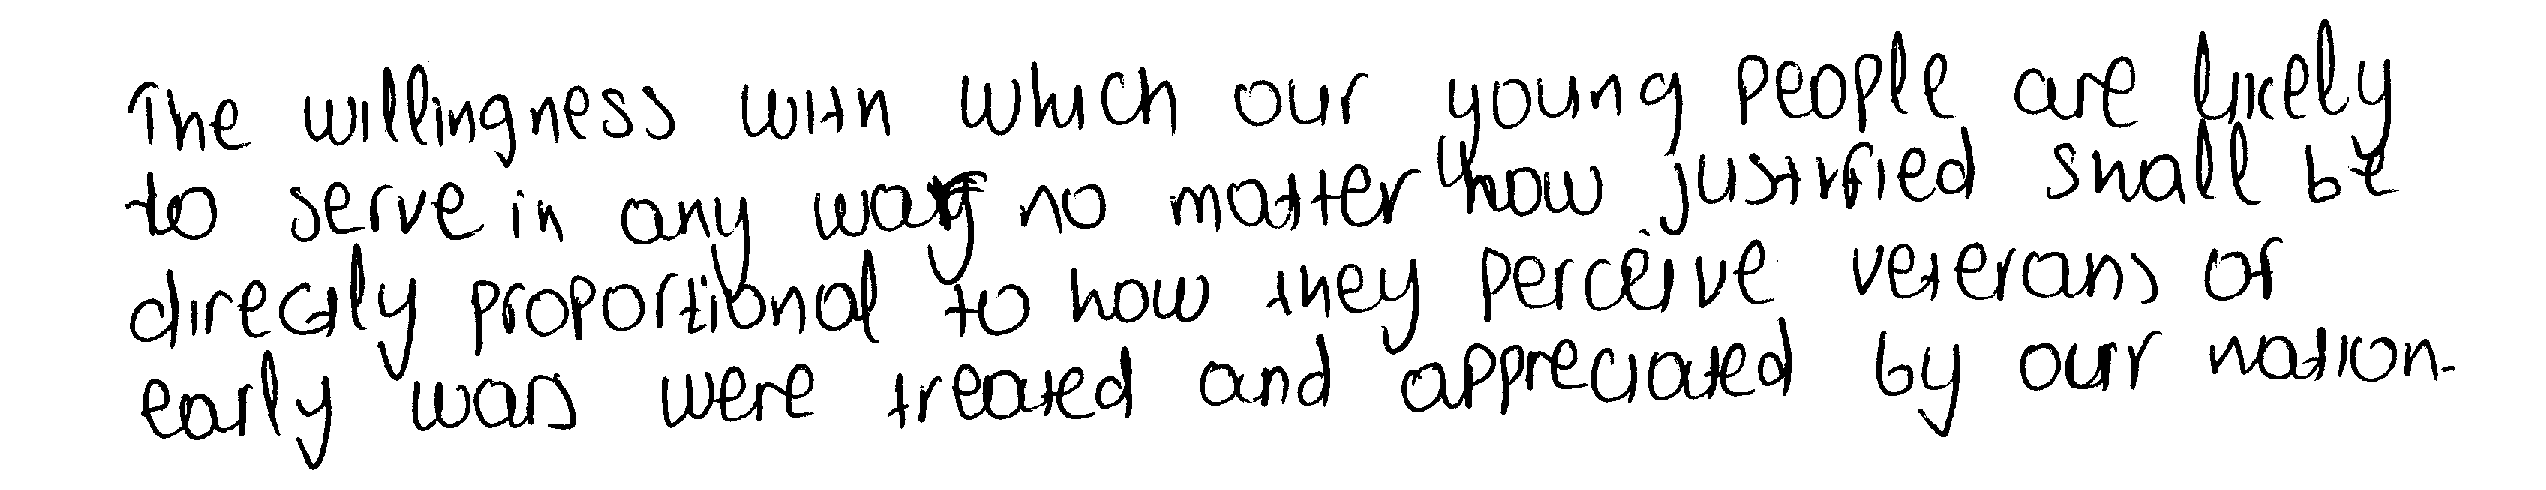 The willingness with which our young people are likely
to serve in any way no matter how justified shall be
directly proportional to how they perceive veterans of
early wars were treated and appreciated by our nation.